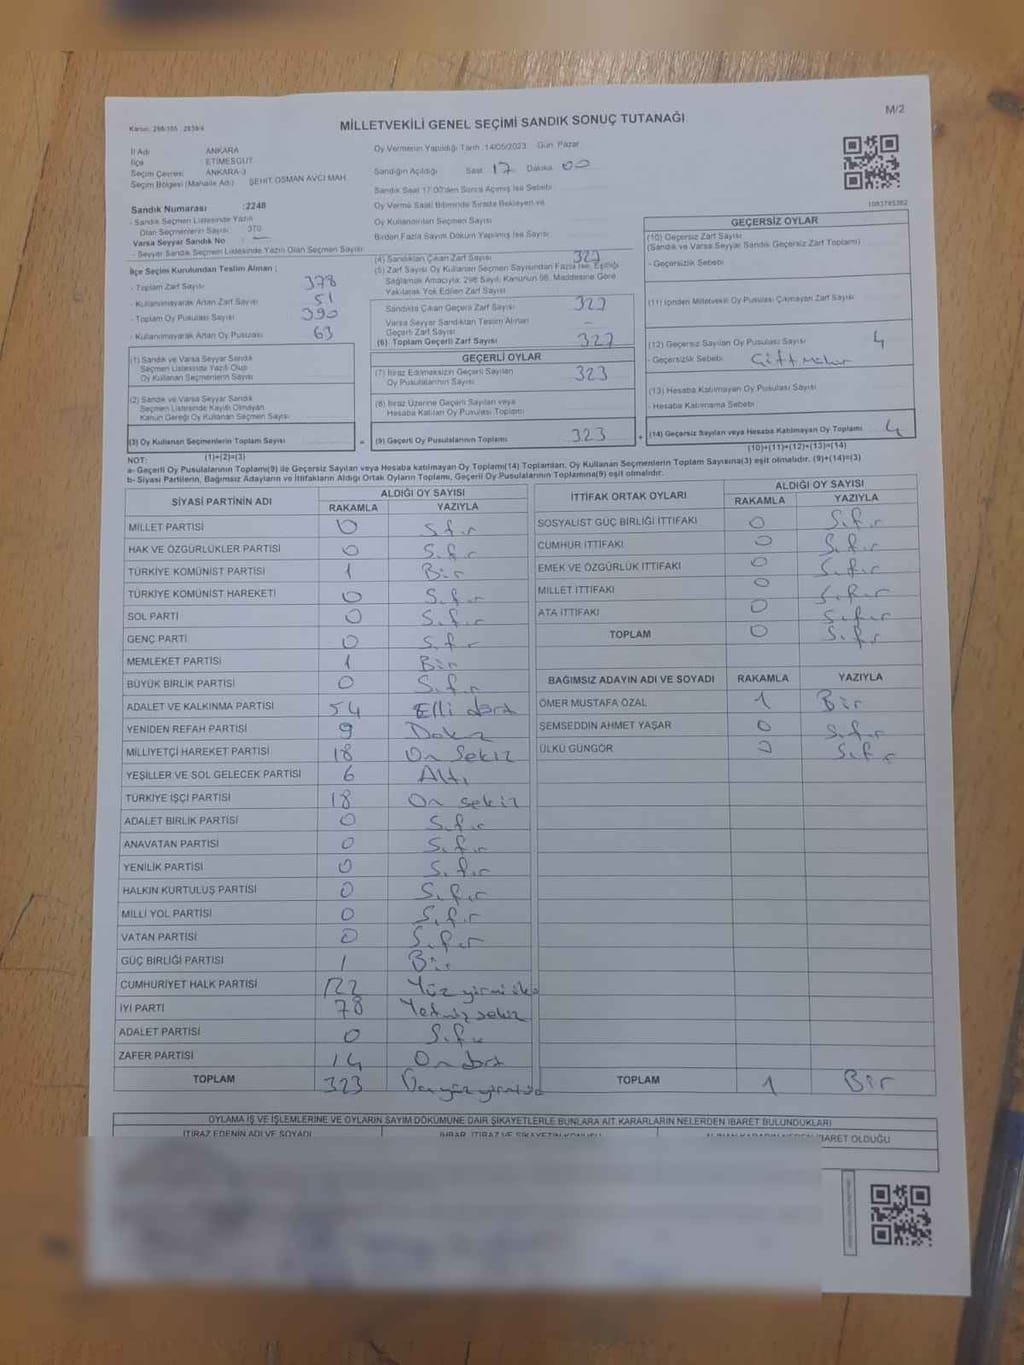 M/2
Kanun: 298/105 2839/4
MİLLETVEKİLİ GENEL SEÇİMİ SANDIK SONUÇ TUTANAĞI
İl Adı ANKARA
İlçe ETİMESGUT
Seçim Çevresi ANKARA-3
Seçim Bölgesi (Mahalle Adı) ŞEHİT OSMAN AVCI MAH.
Sandık Numarası :2248
- Sandık Seçmen Listesinde Yazılı
Olan Seçmenlerin Sayısı 370
Varsa Seyyar Sandık No
- Seyyar Sandık Seçmen Listesinde Yazılı Olan Seçmen Sayısı
Oy Vermenin Yapıldığı Tarih :14/05/2023 Gün: Pazar
Sandığın Açıldığı Saat 17 Dakika 00
Sandık Saat 17:00'den Sonra Açılmış İse Sebebi
Oy Verme Saati Bitiminde Sırada Bekleyen ve
Oy Kullandırılan Seçmen Sayısı
Birden Fazla Sayım Döküm Yapılmış İse Sayısı
1083785382
İlçe Seçim Kurulundan Teslim Alınan ;
- Toplam Zarf Sayısı 378
- Kullanılmayarak Artan Zarf Sayısı 51
- Toplam Oy Pusulası Sayısı 390
- Kullanılmayarak Artan Oy Pusulası 63
(1) Sandık ve Varsa Seyyar Sandık
Seçmen Listesinde Yazılı Olup
Oy Kullanan Seçmenlerin Sayısı
(2) Sandık ve Varsa Seyyar Sandık
Seçmen Listesinde Kayıtlı Olmayan
Kanun Gereği Oy Kullanan Seçmen Sayısı
(3) Oy Kullanan Seçmenlerin Toplam Sayısı =
(1)+(2)=(3)
(4) Sandıktan Çıkan Zarf Sayısı 327
(5) Zarf Sayısı Oy Kullanan Seçmen Sayısından Fazla İse, Eşitliği
Sağlamak Amacıyla; 298 Sayılı Kanunun 98. Maddesine Göre
Yakılarak Yok Edilen Zarf Sayısı
Sandıkta Çıkan Geçerli Zarf Sayısı 327
Varsa Seyyar Sandıktan Teslim Alınan
Geçerli Zarf Sayısı -
(6) Toplam Geçerli Zarf Sayısı 327
GEÇERLİ OYLAR
(7) İtiraz Edilmeksizin Geçerli Sayılan
Oy Pusulalarının Sayısı 323
(8) İtiraz Üzerine Geçerli Sayılan veya
Hesaba Katılan Oy Pusulası Toplamı
(9) Geçerli Oy Pusulalarının Toplamı 323 +
GEÇERSİZ OYLAR
(10) Geçersiz Zarf Sayısı
(Sandık ve Varsa Seyyar Sandık Geçersiz Zarf Toplamı)
- Geçersizlik Sebebi
(11) İçinden Milletvekili Oy Pusulası Çıkmayan Zarf Sayısı
(12) Geçersiz Sayılan Oy Pusulası Sayısı 4
- Geçersizlik Sebebi Çift Mühür
(13) Hesaba Katılmayan Oy Pusulası Sayısı
- Hesaba Katılmama Sebebi
(14) Geçersiz Sayılan veya Hesaba Katılmayan Oy Toplamı 4
(10)+(11)+(12)+(13)=(14)
NOT:
a- Geçerli Oy Pusulalarının Toplamı(9) ile Geçersiz Sayılan veya Hesaba katılmayan Oy Toplamı(14) Toplamları, Oy Kullanan Seçmenlerin Toplam Sayısına(3) eşit olmalıdır. (9)+(14)=(3)
b- Siyasi Partilerin, Bağımsız Adayların ve İttifakların Aldığı Ortak Oyların Toplamı, Geçerli Oy Pusulalarının Toplamına(9) eşit olmalıdır.
SİYASİ PARTİNİN ADI ALDIĞI OY SAYISI
RAKAMLA YAZIYLA
MİLLET PARTİSİ 0 Sıfır
HAK VE ÖZGÜRLÜKLER PARTİSİ 0 Sıfır
TÜRKİYE KOMÜNİST PARTİSİ 1 Bir
TÜRKİYE KOMÜNİST HAREKETİ 0 Sıfır
SOL PARTİ 0 Sıfır
GENÇ PARTİ 0 Sıfır
MEMLEKET PARTİSİ 1 Bir
BÜYÜK BİRLİK PARTİSİ 0 Sıfır
ADALET VE KALKINMA PARTİSİ 54 Elli dört
YENİDEN REFAH PARTİSİ 9 Dokuz
MİLLİYETÇİ HAREKET PARTİSİ 18 On Sekiz
YEŞİLLER VE SOL GELECEK PARTİSİ 6 Altı
TÜRKİYE İŞÇİ PARTİSİ 18 On sekiz
ADALET BİRLİK PARTİSİ 0 Sıfır
ANAVATAN PARTİSİ 0 Sıfır
YENİLİK PARTİSİ 0 Sıfır
HALKIN KURTULUŞ PARTİSİ 0 Sıfır
MİLLİ YOL PARTİSİ 0 Sıfır
VATAN PARTİSİ 0 Sıfır
GÜÇ BİRLİĞİ PARTİSİ 1 Bir
CUMHURİYET HALK PARTİSİ 122 Yüz yirmi iki
İYİ PARTİ 78 Yetmiş sekiz
ADALET PARTİSİ 0 Sıfır
ZAFER PARTİSİ 14 On dört
TOPLAM 323
İTTİFAK ORTAK OYLARI ALDIĞI OY SAYISI
RAKAMLA YAZIYLA
SOSYALİST GÜÇ BİRLİĞİ İTTİFAKI 0 Sıfır
CUMHUR İTTİFAKI 0 Sıfır
EMEK VE ÖZGÜRLÜK İTTİFAKI 0 Sıfır
MİLLET İTTİFAKI 0 Sıfır
ATA İTTİFAKI 0 Sıfır
TOPLAM 0 Sıfır
BAĞIMSIZ ADAYIN ADI VE SOYADI RAKAMLA YAZIYLA
ÖMER MUSTAFA ÖZAL 1 Bir
ŞEMSEDDİN AHMET YAŞAR 0 Sıfır
ÜLKÜ GÜNGÖR 0 Sıfır
TOPLAM 1 Bir
OYLAMA İŞ VE İŞLEMLERİNE VE OYLARIN SAYIM DÖKÜMÜNE DAİR ŞİKAYETLERLE BUNLARA AİT KARARLARIN NELERDEN İBARET BULUNDUKLARI
İTİRAZ EDENİN ADI VE SOYADI İHBAR, İTİRAZ VE ŞİKAYETİN KONUSU İBARET OLDUĞU